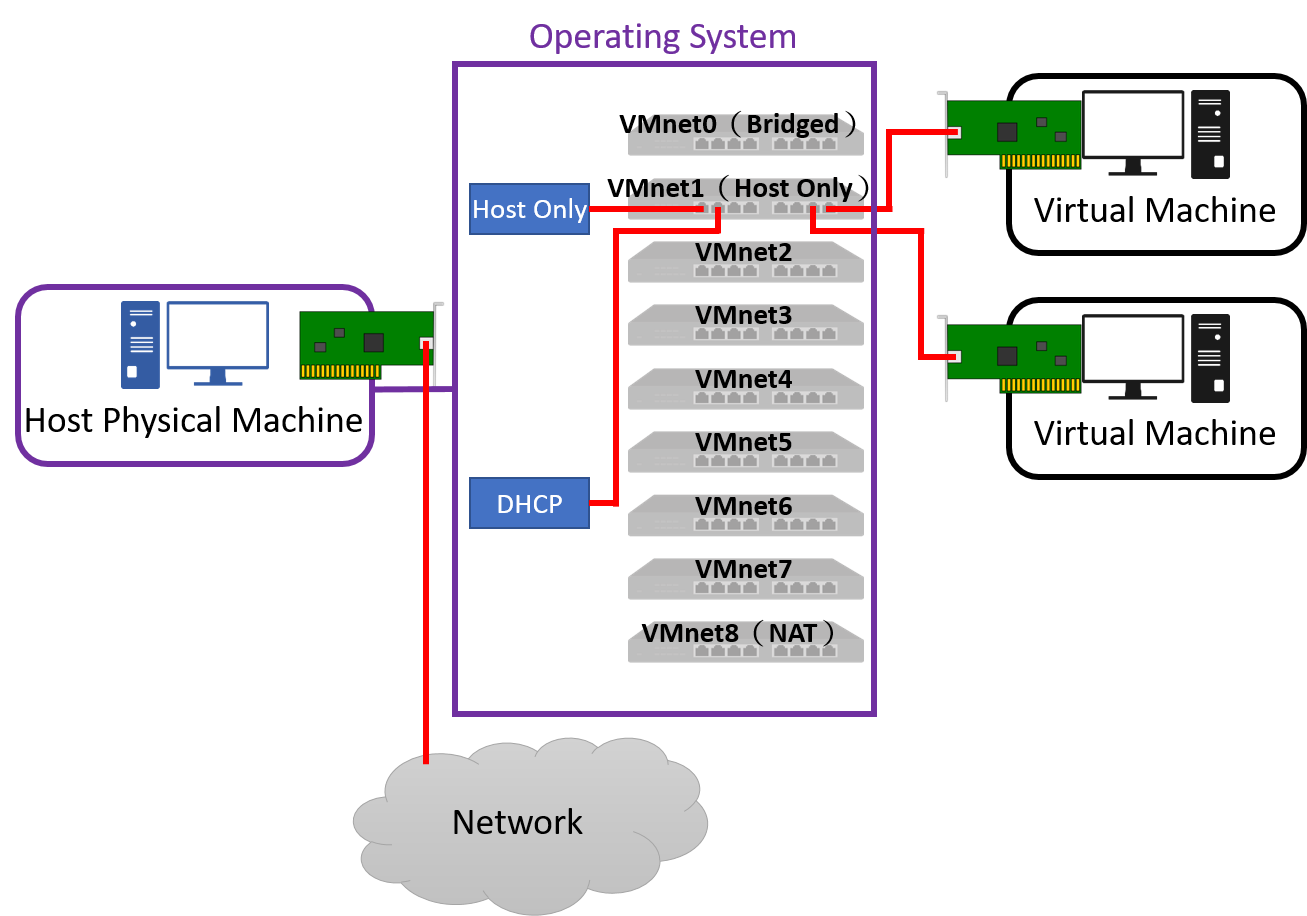 Operating System
VMnet0（Bridged）
VMnet1（Host Only）
Host Only
VMnet2
VMnet3
VMnet4
VMnet5
DHCP
VMnet6
VMnet7
VMnet8（NAT）
Host Physical Machine
Virtual Machine
Virtual Machine
Network